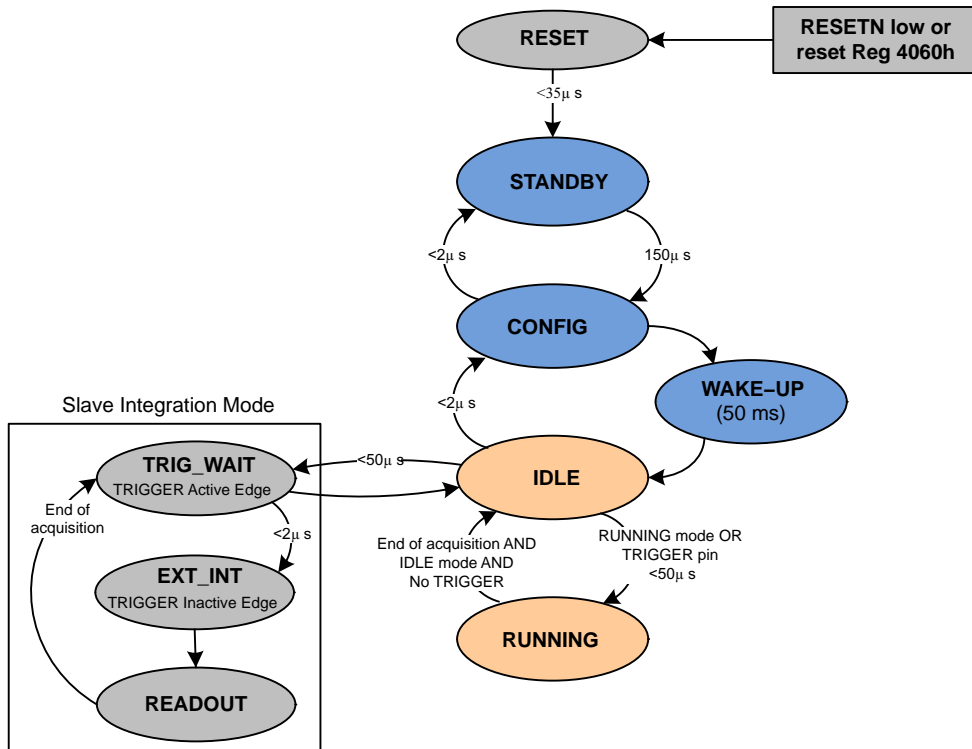 RESET
RESETN low or
reset Reg 4060h
<35μ s
STANDBY
<2μ s
150μ s
CONFIG
WAKE–UP
(50 ms)
<2μ s
Slave Integration Mode
TRIG_WAIT
TRIGGER Active Edge
<50μ s
IDLE
End of
acquisition
<2μ s
End of acquisition AND
IDLE mode AND
No TRIGGER
RUNNING mode OR
TRIGGER pin
<50μ s
EXT_INT
TRIGGER Inactive Edge
RUNNING
READOUT